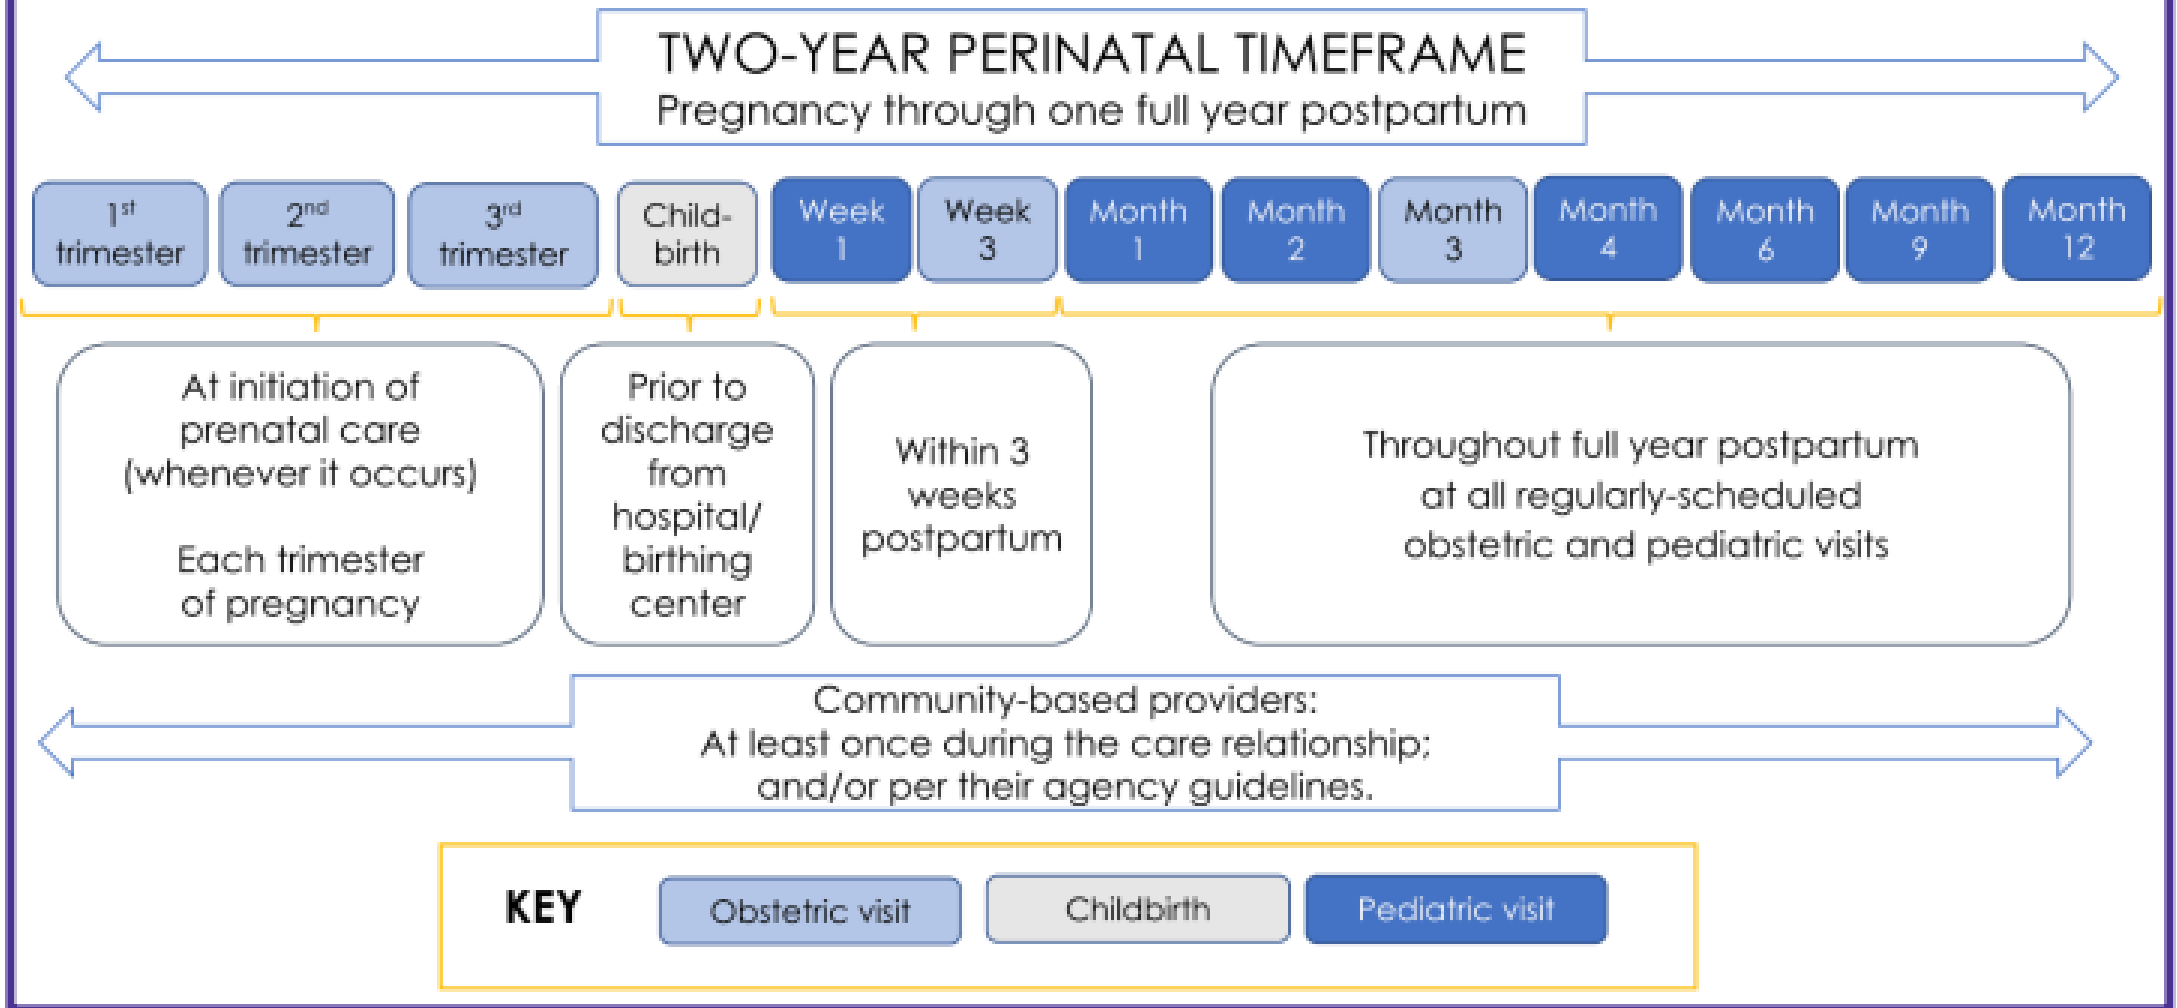 TWO-YEAR PERINATAL TIMEFRAME
Pregnancy through one full year postpartum
1st
trimester
2nd
trimester
3rd
trimester
Child-
birth
Week
1
Week
3
Month
1
Month
2
Month
3
Month
4
Month
6
Month
9
Month
12
At initiation of
prenatal care
(whenever it occurs)
Each trimester
of pregnancy
Prior to
discharge
from
hospital/
birthing
center
Within 3
weeks
postpartum
Throughout full year postpartum
at all regularly-scheduled
obstetric and pediatric visits
Community-based providers:
At least once during the care relationship;
and/or per their agency guidelines.
KEY
Obstetric visit
Childbirth
Pediatric visit